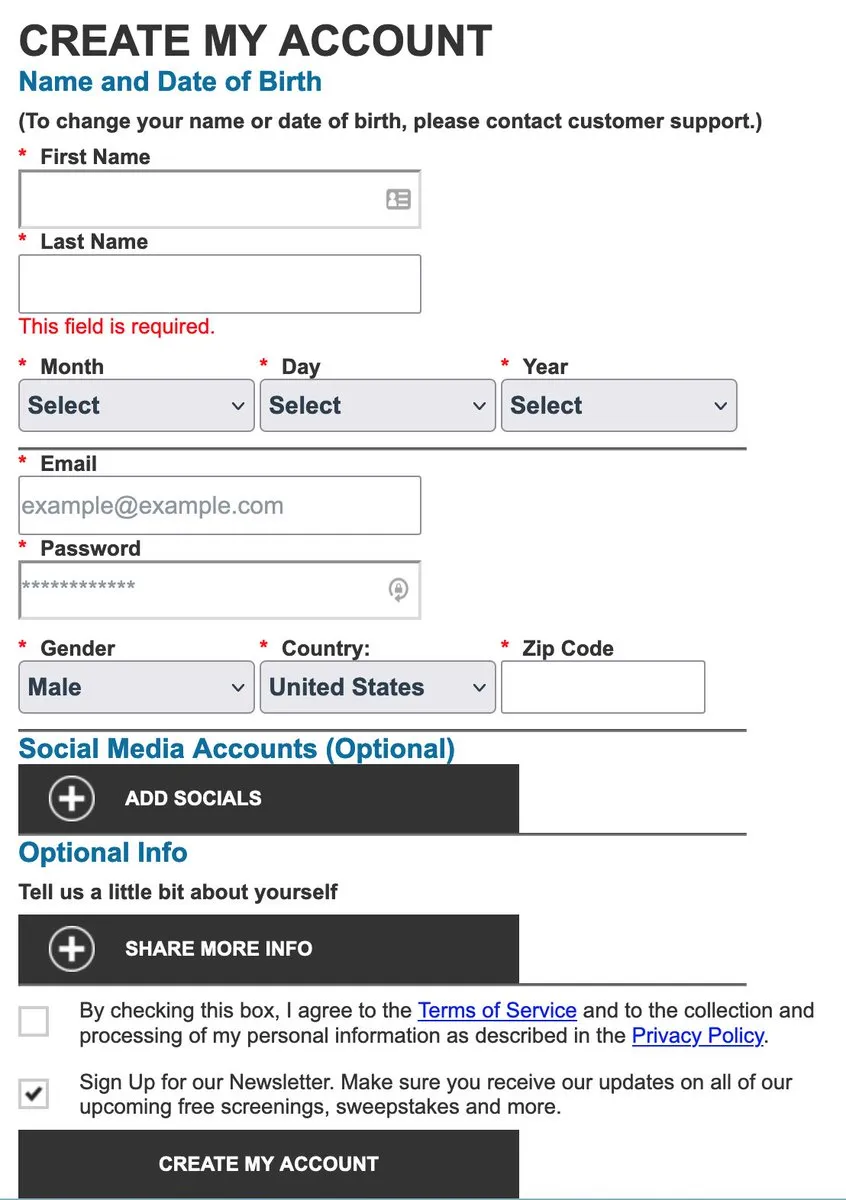 CREATE MY ACCOUNT
Name and Date of Birth
(To change your name or date of birth, please contact customer support.)
* First Name
* Last Name
This field is required.
* Month * Day * Year
Select Select Select
* Email
example@example.com
* Password
************
* Gender * Country: * Zip Code
Male United States
Social Media Accounts (Optional)
ADD SOCIALS
Optional Info
Tell us a little bit about yourself
SHARE MORE INFO
By checking this box, I agree to the Terms of Service and to the collection and
processing of my personal information as described in the Privacy Policy.
Sign Up for our Newsletter. Make sure you receive our updates on all of our
upcoming free screenings, sweepstakes and more.
CREATE MY ACCOUNT